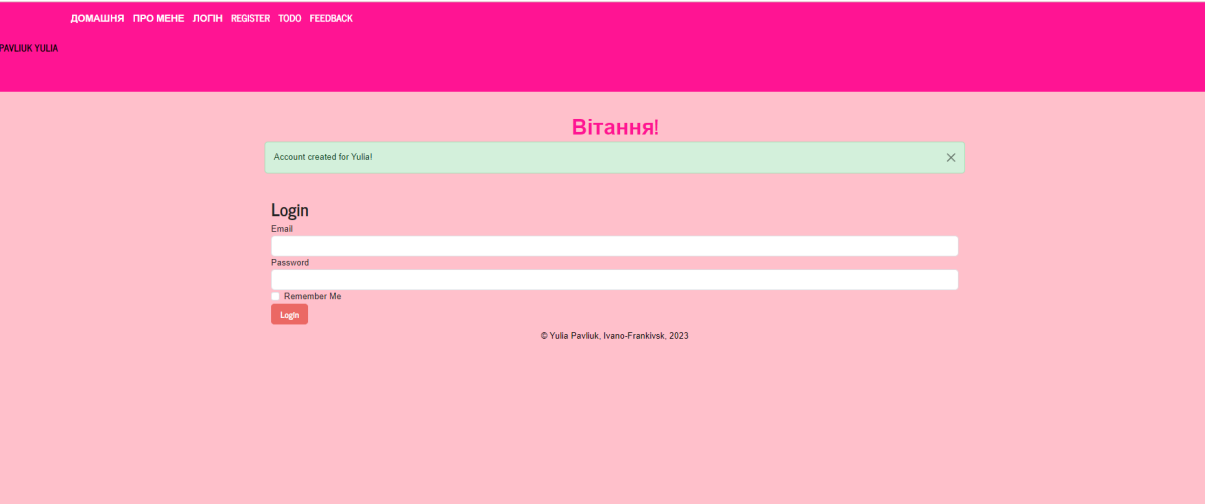 ДОМАШНЯ ПРО МЕНЕ ЛОГІН REGISTER TODO FEEDBACK
PAVLIUK YULIA
Вітання!
Account created for Yulia!
Login
Email
Password
Remember Me
Login
© Yulia Pavliuk, Ivano-Frankivsk, 2023